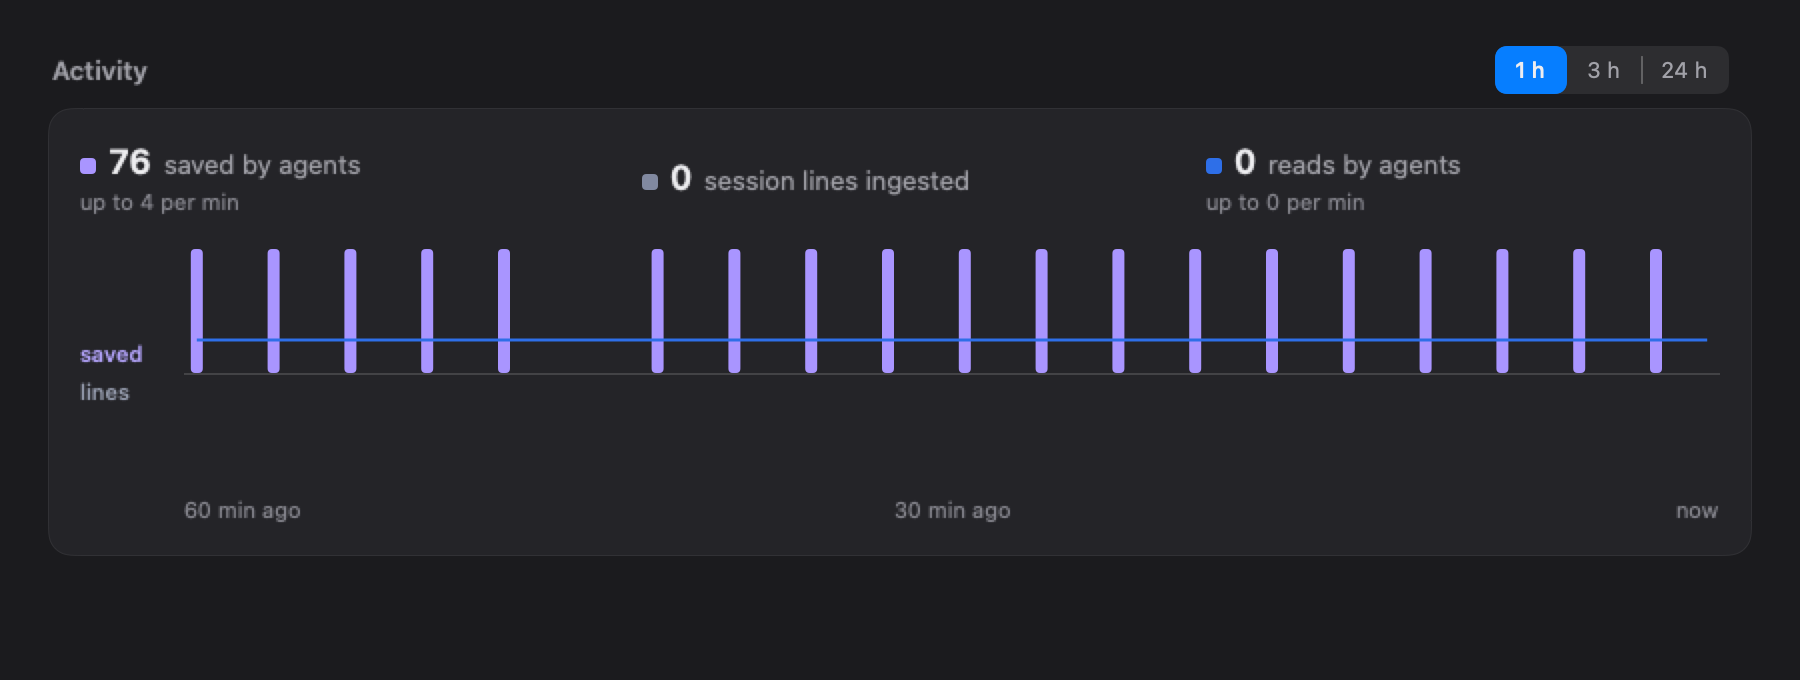 Activity
1 h
3 h
24 h
76 saved by agents
up to 4 per min
0 session lines ingested
0 reads by agents
up to 0 per min
saved
lines
60 min ago
30 min ago
now